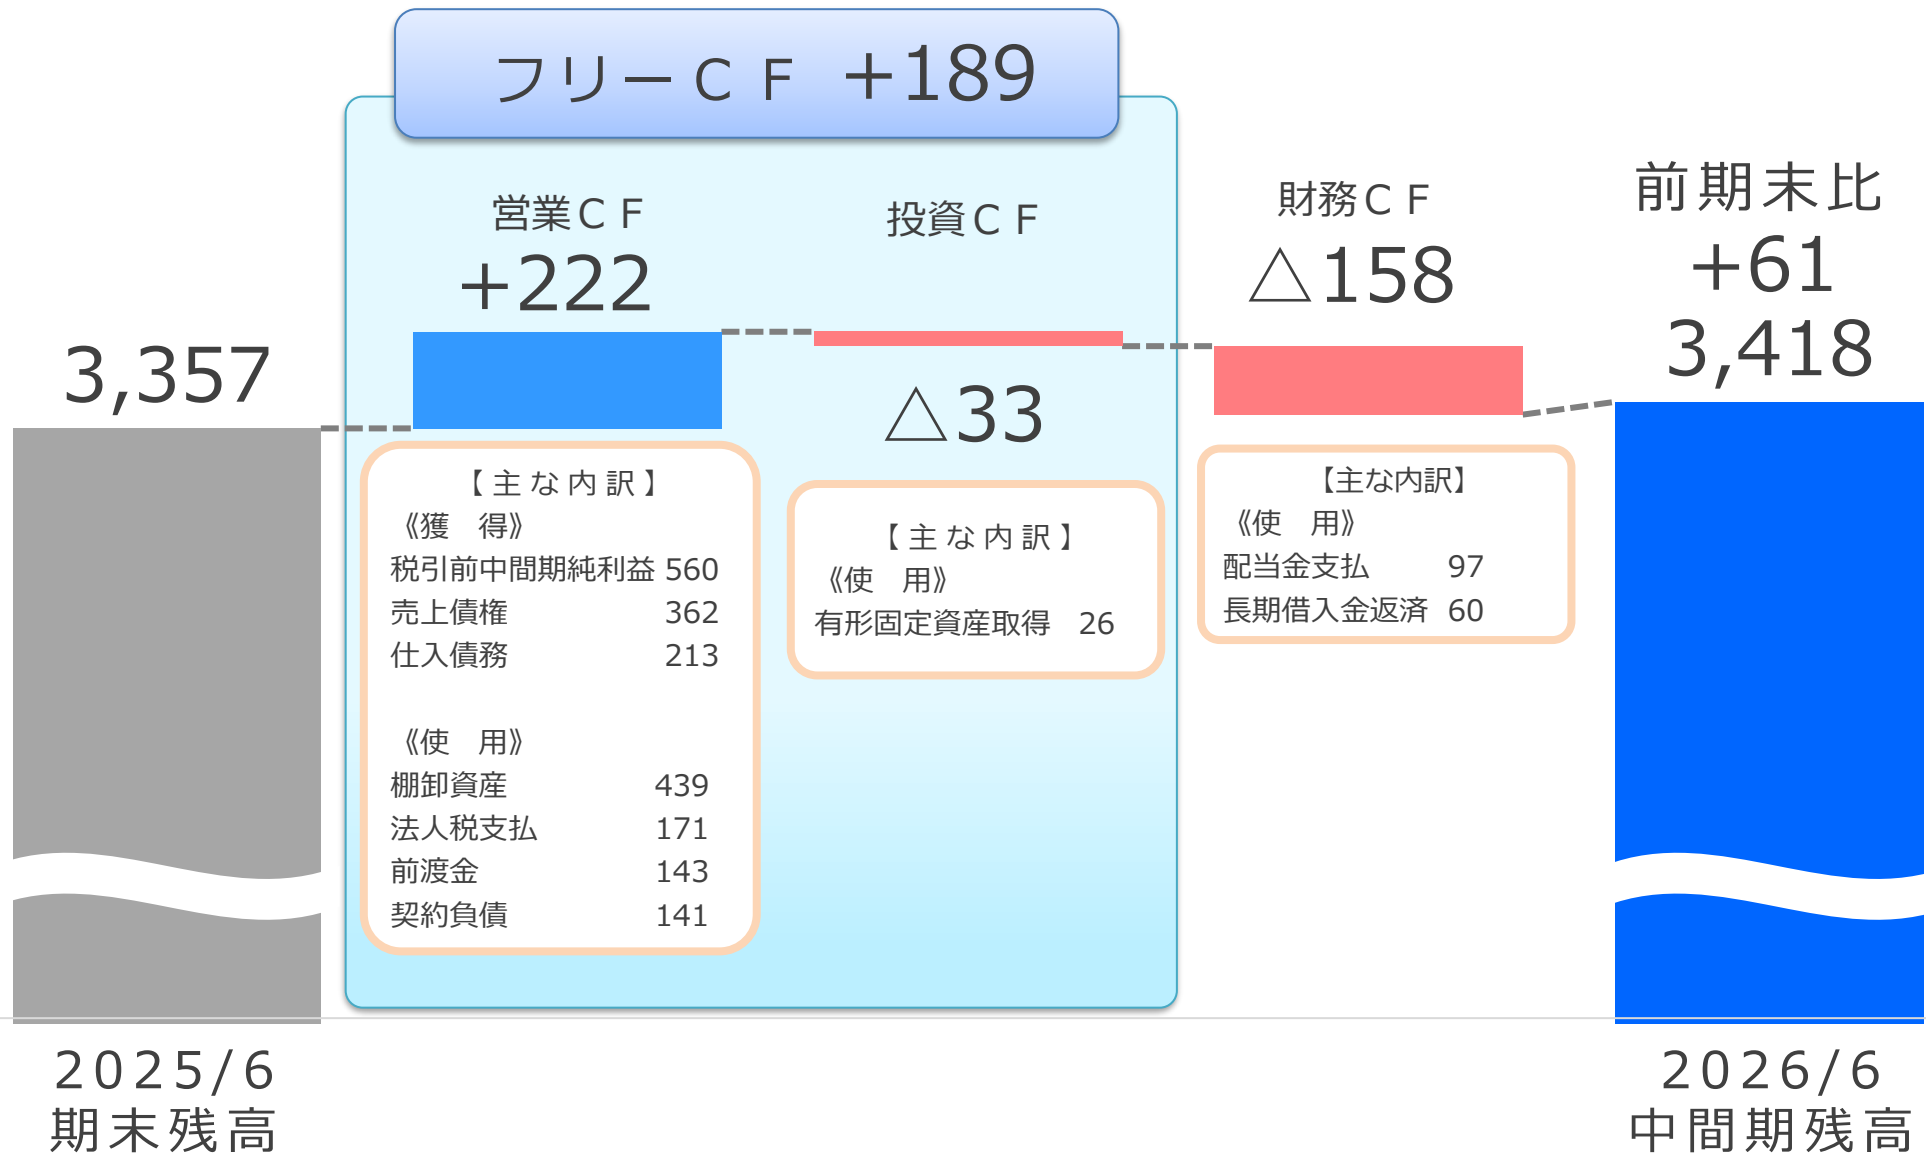 フリーＣＦ +189
営業ＣＦ
+222
投資ＣＦ
△33
財務ＣＦ
△158
前期末比
+61
3,418
3,357
【主な内訳】
《獲　得》
税引前中間期純利益 560
売上債権 362
仕入債務 213
《使　用》
棚卸資産 439
法人税支払 171
前渡金 143
契約負債 141
【主な内訳】
《使　用》
有形固定資産取得 26
【主な内訳】
《使　用》
配当金支払 97
長期借入金返済 60
2025/6
期末残高
2026/6
中間期残高